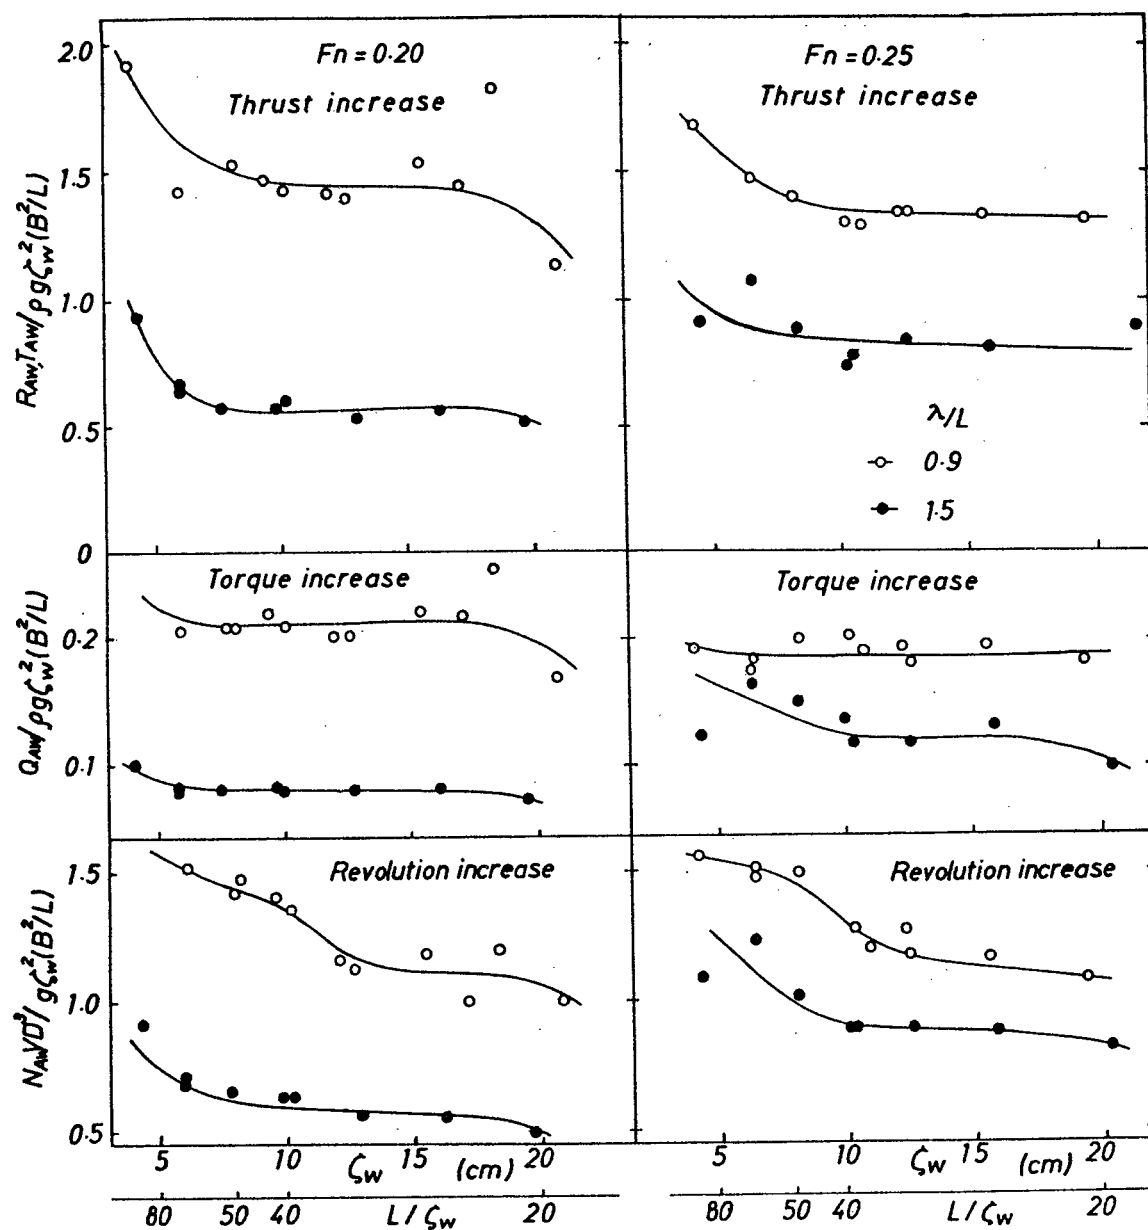 Fn = 0.20
Thrust increase
Fn = 0.25
Thrust increase
2.0
1.5
1.0
0.5
0
R_AW, T_AW / ρgζ_w² (B²/L)
λ/L
0.9
1.5
Torque increase
Torque increase
0.2
0.1
Q_AW / ρgζ_w² (B²/L)
Revolution increase
Revolution increase
1.5
1.0
0.5
N_AW √D³ / gζ_w² (B²/L)
5 10 15 20
ζ_w (cm)
5 10 15 20
ζ_w (cm)
80 50 40 L/ζ_w 20
80 50 40 L/ζ_w 20